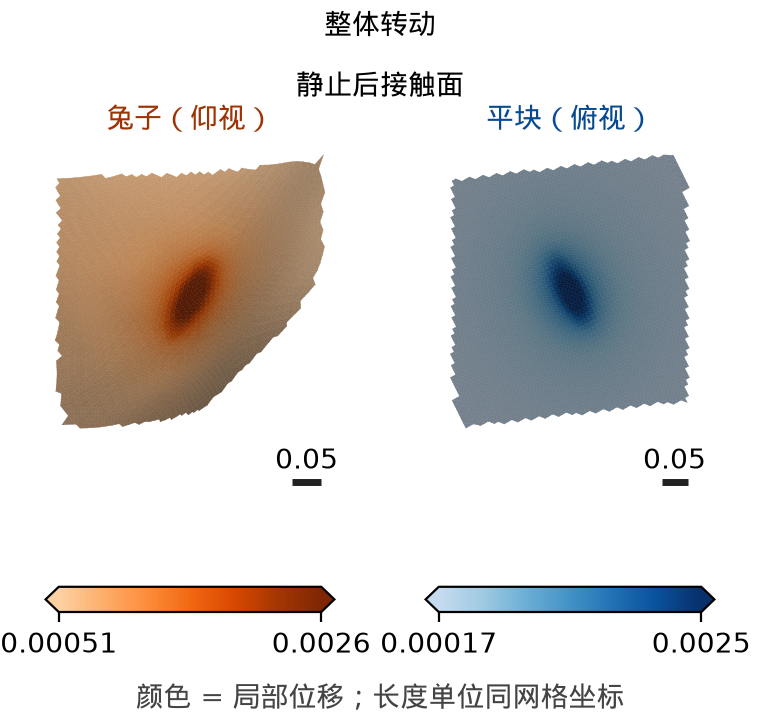 整体转动
静止后接触面
兔子（仰视） 平块（俯视）
0.05 0.05
0.00051 0.0026 0.00017 0.0025
颜色 = 局部位移；长度单位同网格坐标